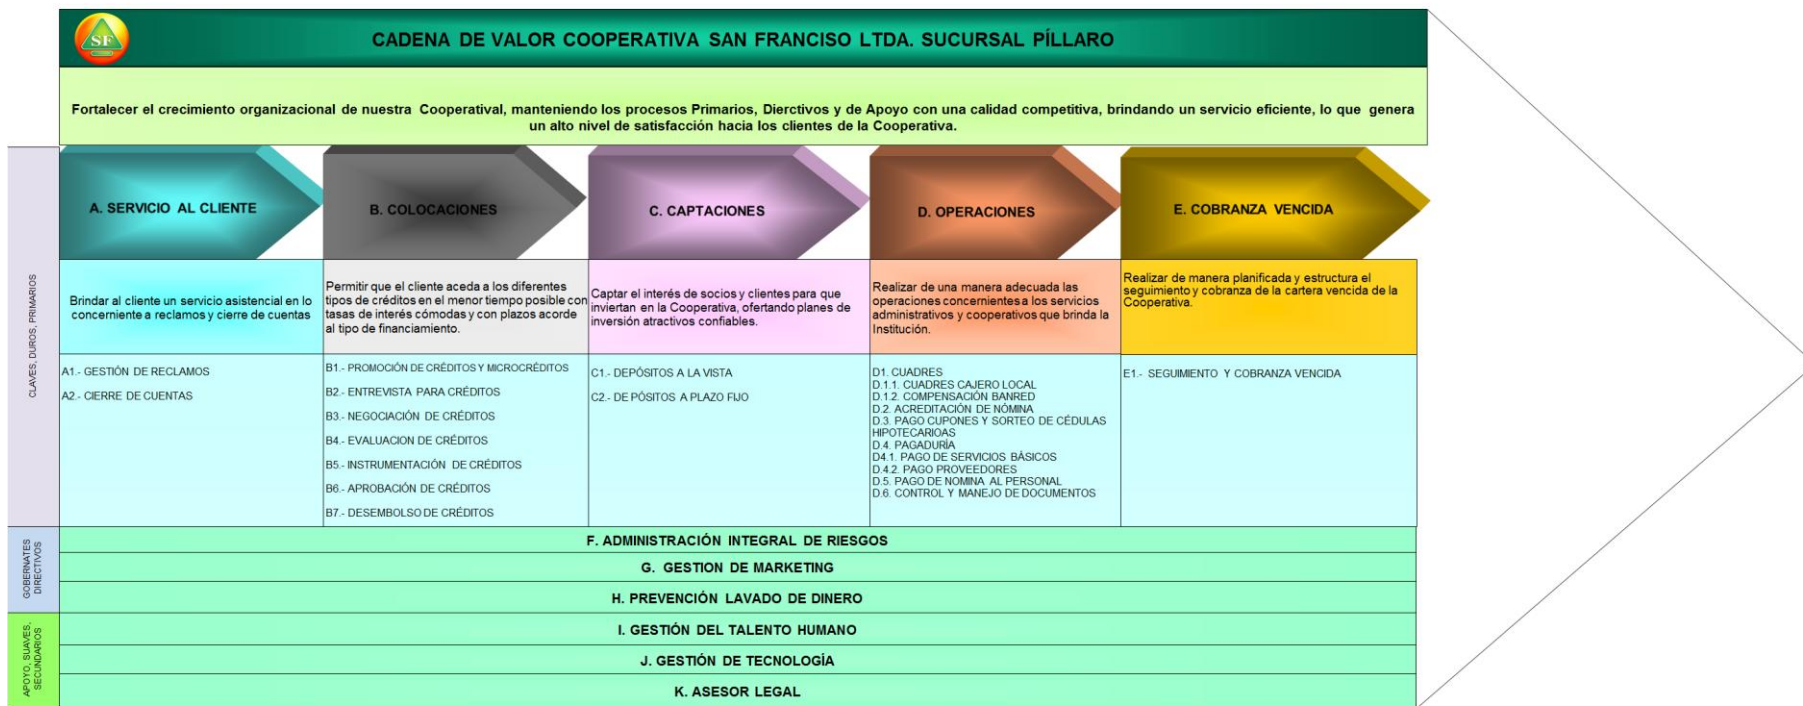 SF
CADENA DE VALOR COOPERATIVA SAN FRANCISO LTDA. SUCURSAL PÍLLARO
Fortalecer el crecimiento organizacional de nuestra Cooperatival, manteniendo los procesos Primarios, Dierctivos y de Apoyo con una calidad competitiva, brindando un servicio eficiente, lo que genera
un alto nivel de satisfacción hacia los clientes de la Cooperativa.
CLAVES, DUROS, PRIMARIOS
A. SERVICIO AL CLIENTE
Brindar al cliente un servicio asistencial en lo
concerniente a reclamos y cierre de cuentas
A1.- GESTIÓN DE RECLAMOS
A2.- CIERRE DE CUENTAS
B. COLOCACIONES
Permitir que el cliente aceda a los diferentes
tipos de créditos en el menor tiempo posible con
tasas de interés cómodas y con plazos acorde
al tipo de financiamiento.
B1.- PROMOCIÓN DE CRÉDITOS Y MICROCRÉDITOS
B2.- ENTREVISTA PARA CRÉDITOS
B3.- NEGOCIACIÓN DE CRÉDITOS
B4.- EVALUACION DE CRÉDITOS
B5.- INSTRUMENTACIÓN DE CRÉDITOS
B6.- APROBACIÓN DE CRÉDITOS
B7.- DESEMBOLSO DE CRÉDITOS
C. CAPTACIONES
Captar el interés de socios y clientes para que
inviertan en la Cooperativa, ofertando planes de
inversión atractivos confiables.
C1.- DEPÓSITOS A LA VISTA
C2.- DE PÓSITOS A PLAZO FIJO
D. OPERACIONES
Realizar de una manera adecuada las
operaciones concernientes a los servicios
administrativos y cooperativos que brinda la
Institución.
D1. CUADRES
D.1.1. CUADRES CAJERO LOCAL
D.1.2. COMPENSACIÓN BANRED
D.2. ACREDITACIÓN DE NÓMINA
D.3. PAGO CUPONES Y SORTEO DE CÉDULAS
HIPOTECARIOAS
D.4. PAGADURÍA
D4.1. PAGO DE SERVICIOS BÁSICOS
D.4.2. PAGO PROVEEDORES
D.5. PAGO DE NOMINA AL PERSONAL
D.6. CONTROL Y MANEJO DE DOCUMENTOS
E. COBRANZA VENCIDA
Realizar de manera planificada y estructura el
seguimiento y cobranza de la cartera vencida de la
Cooperativa.
E1.- SEGUIMIENTO Y COBRANZA VENCIDA
GOBERNATES
DIRECTIVOS
F. ADMINISTRACIÓN INTEGRAL DE RIESGOS
G. GESTION DE MARKETING
H. PREVENCIÓN LAVADO DE DINERO
APOYO, SUAVES,
SECUNDARIOS
I. GESTIÓN DEL TALENTO HUMANO
J. GESTIÓN DE TECNOLOGÍA
K. ASESOR LEGAL